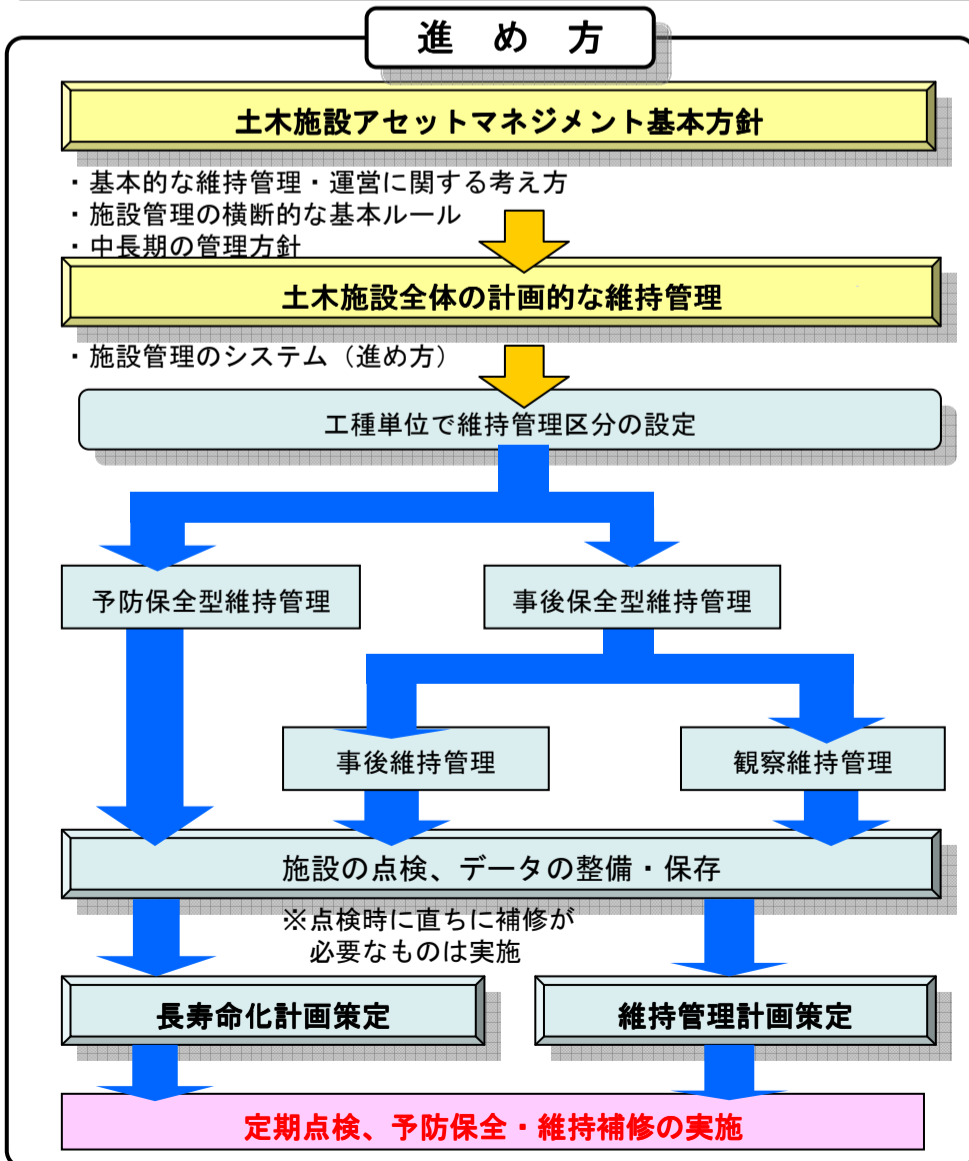 進 め 方
土木施設アセットマネジメント基本方針
・基本的な維持管理・運営に関する考え方
・施設管理の横断的な基本ルール
・中長期の管理方針
土木施設全体の計画的な維持管理
・施設管理のシステム（進め方）
工種単位で維持管理区分の設定
予防保全型維持管理
事後保全型維持管理
事後維持管理
観察維持管理
施設の点検、データの整備・保存
※点検時に直ちに補修が
必要なものは実施
長寿命化計画策定
維持管理計画策定
定期点検、予防保全・維持補修の実施